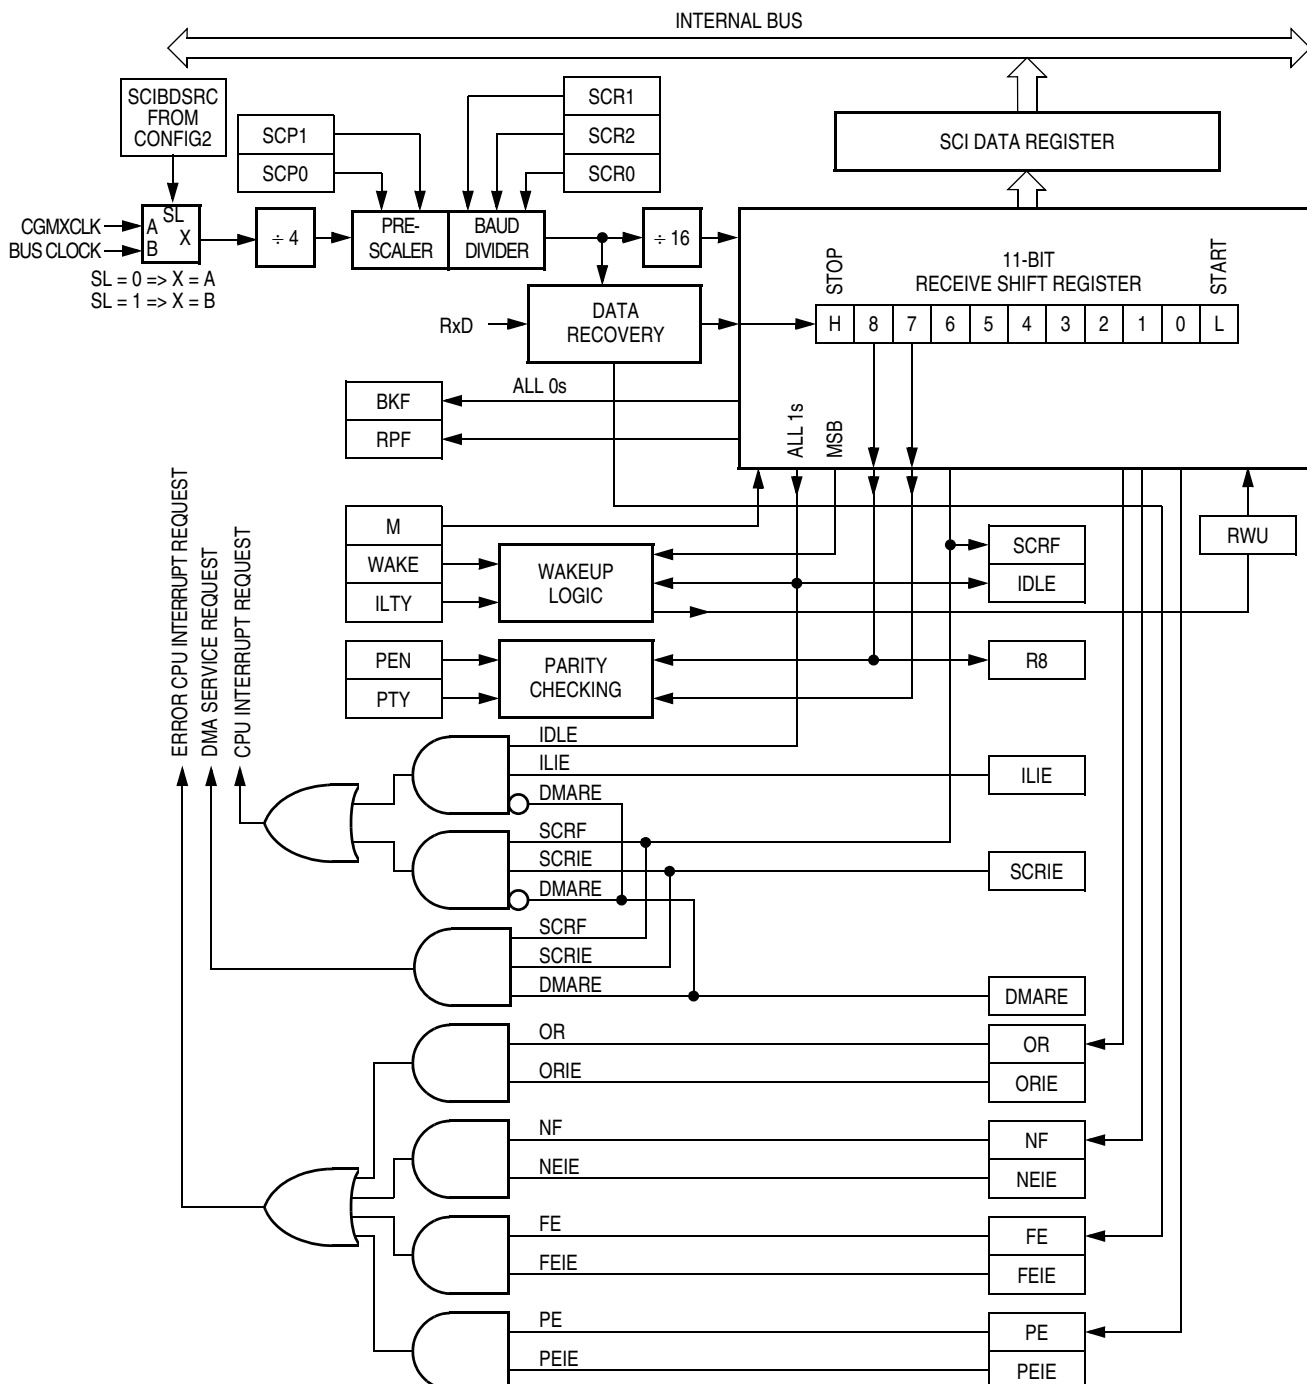 INTERNAL BUS
SCIBDSRC
FROM
CONFIG2
SCP1
SCP0
SCR1
SCR2
SCR0
SCI DATA REGISTER
CGMXCLK
BUS CLOCK
SL
A
X
B
SL = 0 => X = A
SL = 1 => X = B
÷ 4
PRE-
SCALER
BAUD
DIVIDER
÷ 16
STOP
11-BIT
RECEIVE SHIFT REGISTER
START
H 8 7 6 5 4 3 2 1 0 L
RxD
DATA
RECOVERY
ALL 0s
BKF
RPF
ALL 1s
MSB
M
WAKE
ILTY
WAKEUP
LOGIC
SCRF
IDLE
RWU
PEN
PTY
PARITY
CHECKING
R8
ERROR CPU INTERRUPT REQUEST
DMA SERVICE REQUEST
CPU INTERRUPT REQUEST
IDLE
ILIE
DMARE
ILIE
SCRF
SCRIE
DMARE
SCRIE
SCRF
SCRIE
DMARE
DMARE
OR
ORIE
OR
ORIE
NF
NEIE
NF
NEIE
FE
FEIE
FE
FEIE
PE
PEIE
PE
PEIE